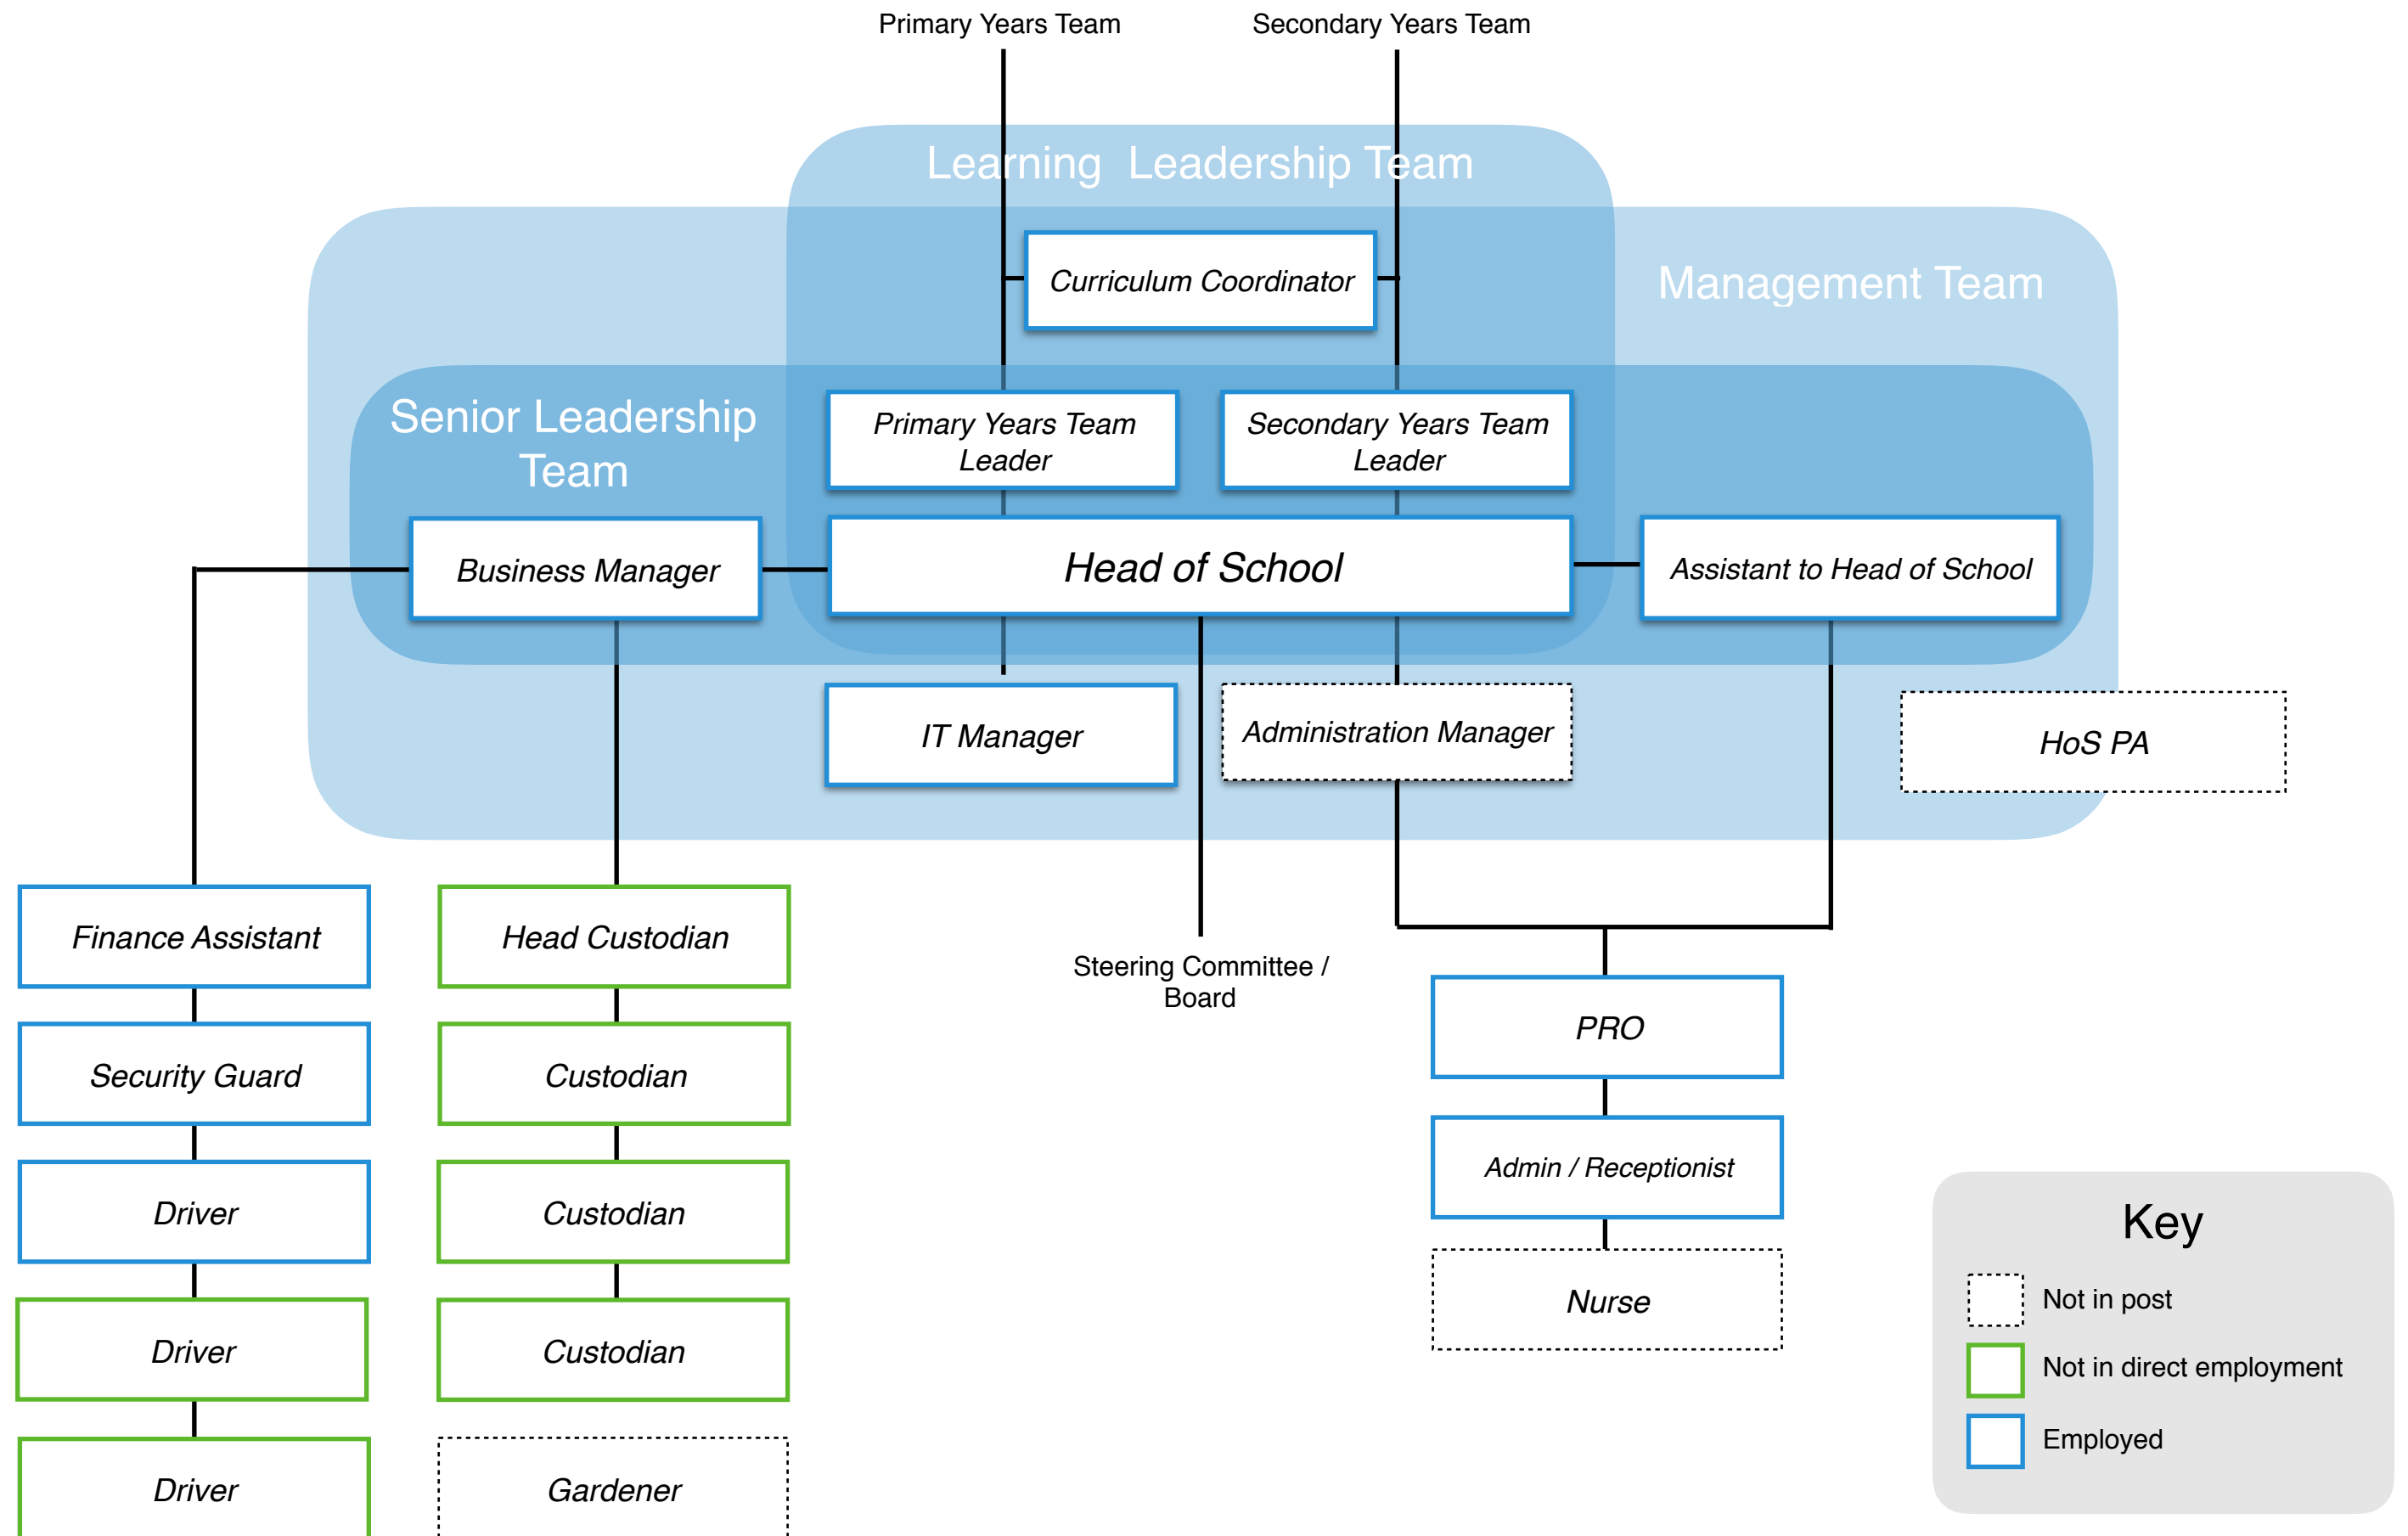 Primary Years Team
Secondary Years Team
Learning Leadership Team
Curriculum Coordinator
Management Team
Senior Leadership
Team
Primary Years Team
Leader
Secondary Years Team
Leader
Business Manager
Head of School
Assistant to Head of School
IT Manager
Administration Manager
HoS PA
Finance Assistant
Head Custodian
Steering Committee /
Board
PRO
Security Guard
Custodian
Admin / Receptionist
Driver
Custodian
Nurse
Driver
Custodian
Driver
Gardener
Key
Not in post
Not in direct employment
Employed